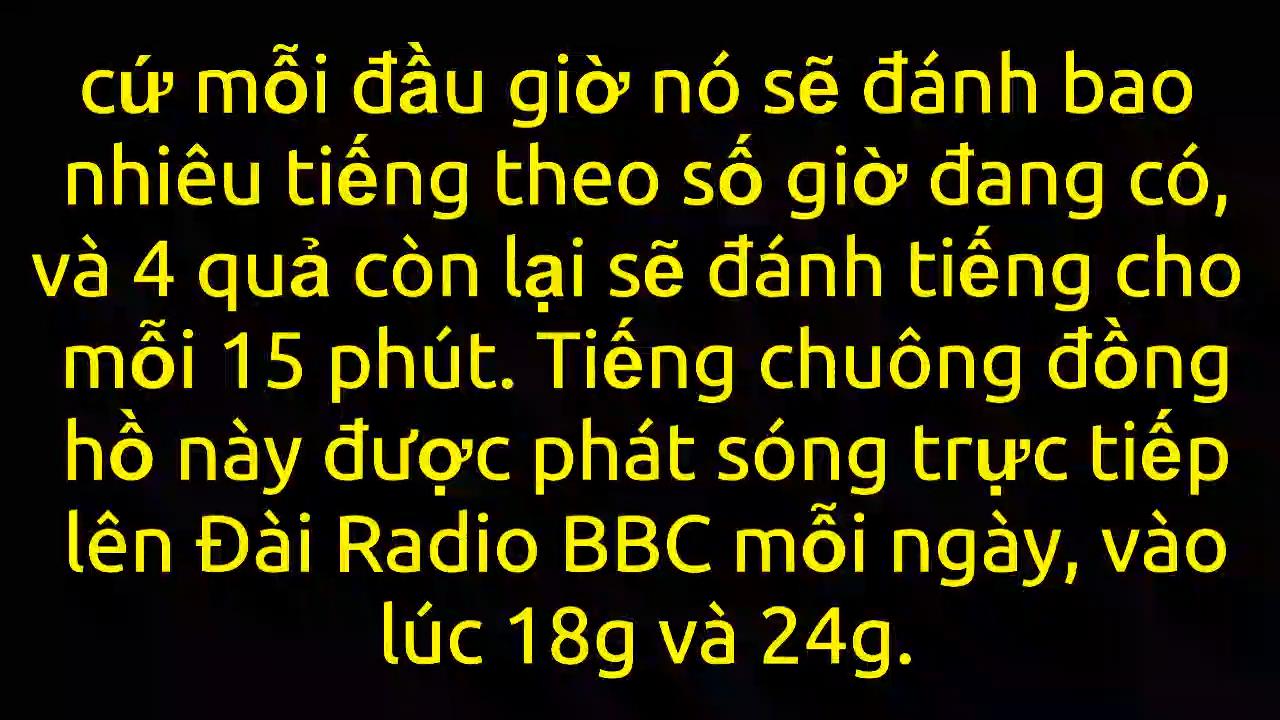 cứ mỗi đầu giờ nó sẽ đánh bao
nhiêu tiếng theo số giờ đang có,
và 4 quả còn lại sẽ đánh tiếng cho
mỗi 15 phút. Tiếng chuông đồng
hồ này được phát sóng trực tiếp
lên Đài Radio BBC mỗi ngày, vào
lúc 18g và 24g.